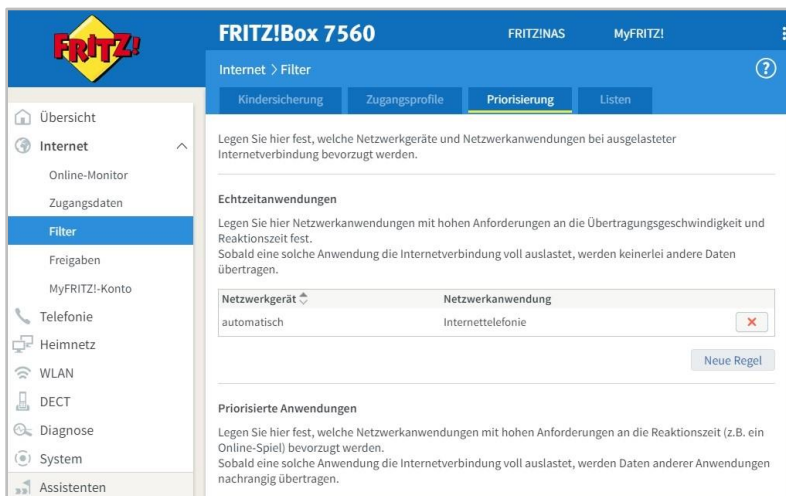 FRITZ!
FRITZ!Box 7560
FRITZ!NAS
MyFRITZ!
Internet > Filter
?
Kindersicherung
Zugangsprofile
Priorisierung
Listen
Übersicht
Internet
Online-Monitor
Zugangsdaten
Filter
Freigaben
MyFRITZ!-Konto
Telefonie
Heimnetz
WLAN
DECT
Diagnose
System
Assistenten
Legen Sie hier fest, welche Netzwerkgeräte und Netzwerkanwendungen bei ausgelasteter
Internetverbindung bevorzugt werden.
Echtzeitanwendungen
Legen Sie hier Netzwerkanwendungen mit hohen Anforderungen an die Übertragungsgeschwindigkeit und
Reaktionszeit fest.
Sobald eine solche Anwendung die Internetverbindung voll auslastet, werden keinerlei andere Daten
übertragen.
Netzwerkgerät Netzwerkanwendung
automatisch Internettelefonie
Neue Regel
Priorisierte Anwendungen
Legen Sie hier fest, welche Netzwerkanwendungen mit hohen Anforderungen an die Reaktionszeit (z.B. ein
Online-Spiel) bevorzugt werden.
Sobald eine solche Anwendung die Internetverbindung voll auslastet, werden Daten anderer Anwendungen
nachrangig übertragen.